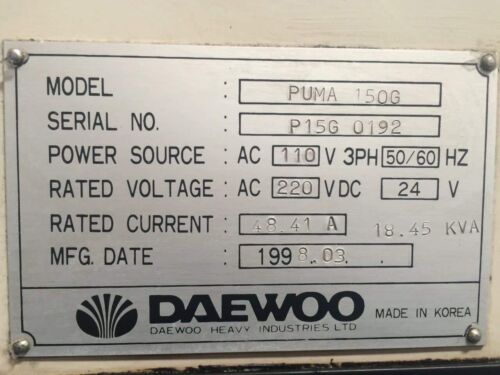 MODEL : PUMA 150G
SERIAL NO. : P15G 0192
POWER SOURCE : AC 110 V 3PH 50/60 HZ
RATED VOLTAGE : AC 220 V DC 24 V
RATED CURRENT : 48.41 A 18.45 KVA
MFG. DATE : 1998.03.
DAEWOO MADE IN KOREA
DAEWOO HEAVY INDUSTRIES LTD